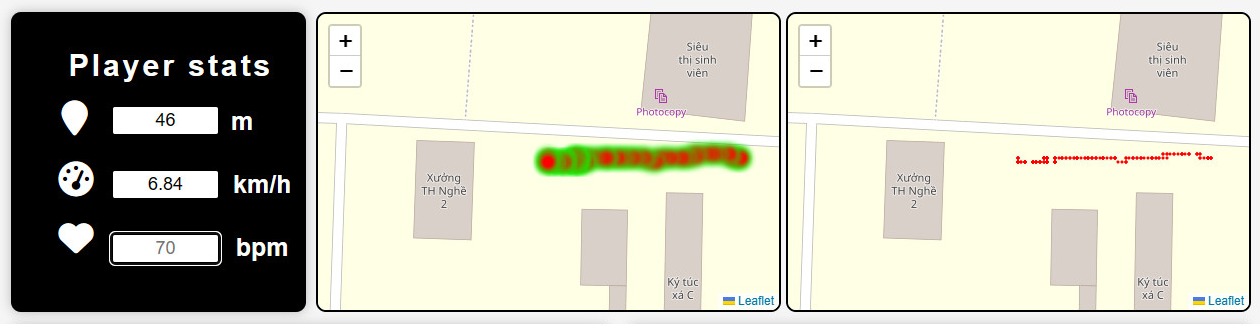 Player stats
46 m
6.84 km/h
70 bpm
+
−
Siêu
thị sinh
viên
Photocopy
Xưởng
TH Nghề
2
Ký túc
xá C
Leaflet
+
−
Siêu
thị sinh
viên
Photocopy
Xưởng
TH Nghề
2
Ký túc
xá C
Leaflet